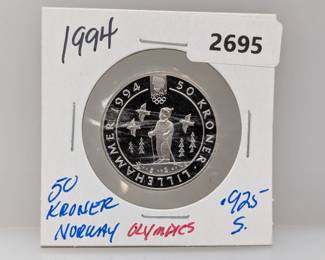 1994
2695
LILLEHAMMER 1994 50 KRONER
50
KRONER
NORWAY OLYMPICS
.925
S.